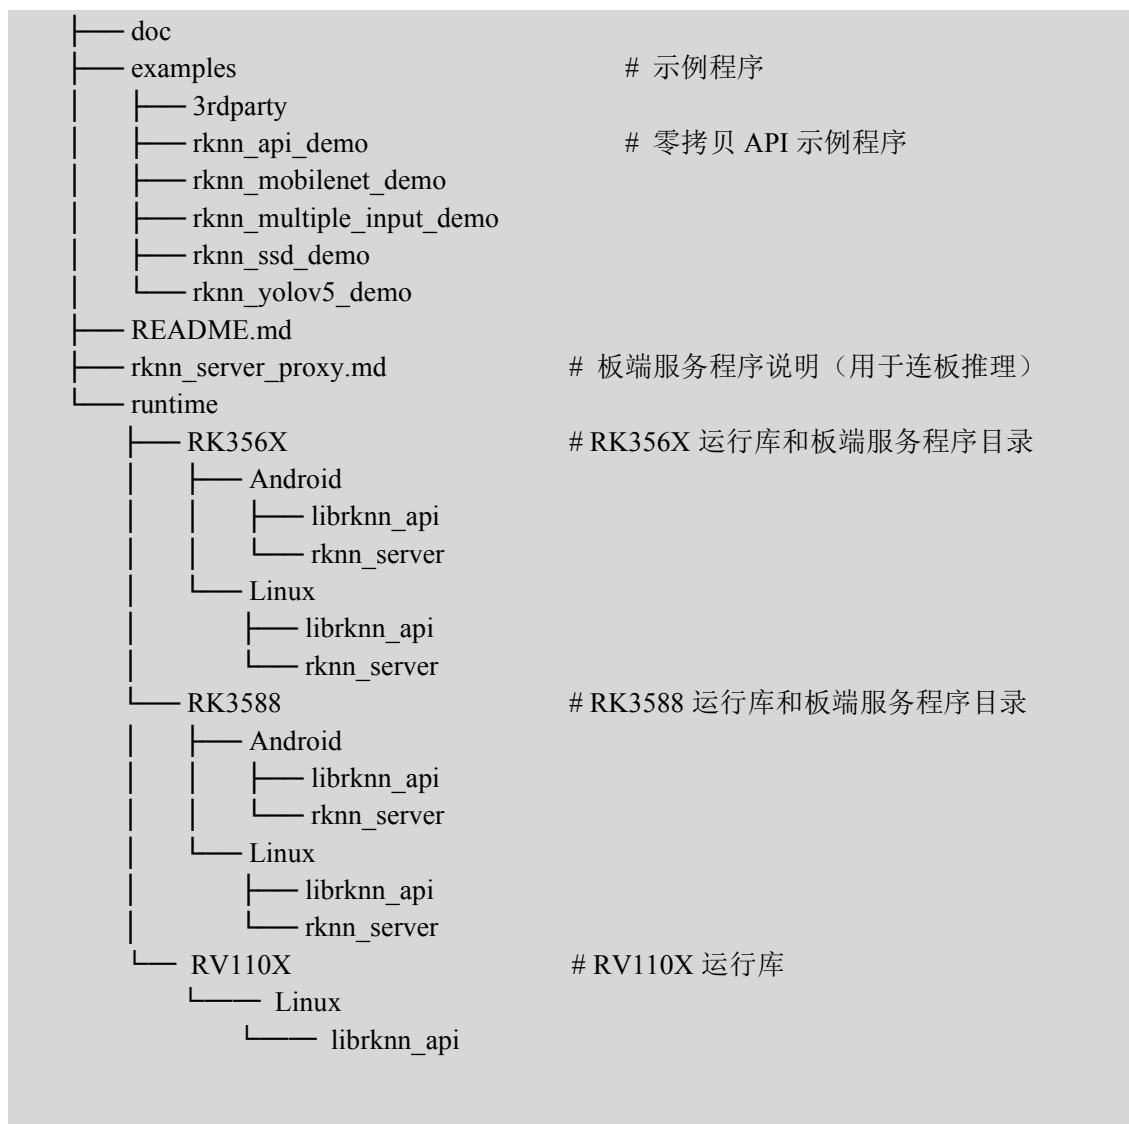 ├── doc
├── examples # 示例程序
│ ├── 3rdparty
│ ├── rknn_api_demo # 零拷贝 API 示例程序
│ ├── rknn_mobilenet_demo
│ ├── rknn_multiple_input_demo
│ ├── rknn_ssd_demo
│ └── rknn_yolov5_demo
├── README.md
├── rknn_server_proxy.md # 板端服务程序说明（用于连板推理）
└── runtime
├── RK356X # RK356X 运行库和板端服务程序目录
│ ├── Android
│ │ ├── librknn_api
│ │ └── rknn_server
│ └── Linux
│ ├── librknn_api
│ └── rknn_server
└── RK3588 # RK3588 运行库和板端服务程序目录
│ ├── Android
│ │ ├── librknn_api
│ │ └── rknn_server
│ └── Linux
│ ├── librknn_api
│ └── rknn_server
└── RV110X # RV110X 运行库
└── Linux
└── librknn_api